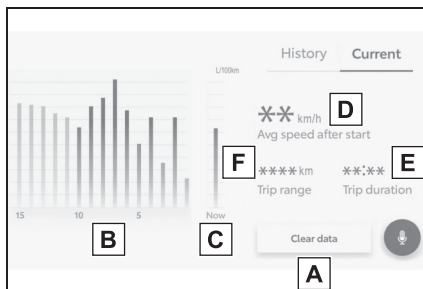 History Current
L/100km
** km/h D
Avg speed after start
F ****km **:** E
Trip range Trip duration
15 10 5 Now
B C Clear data
A